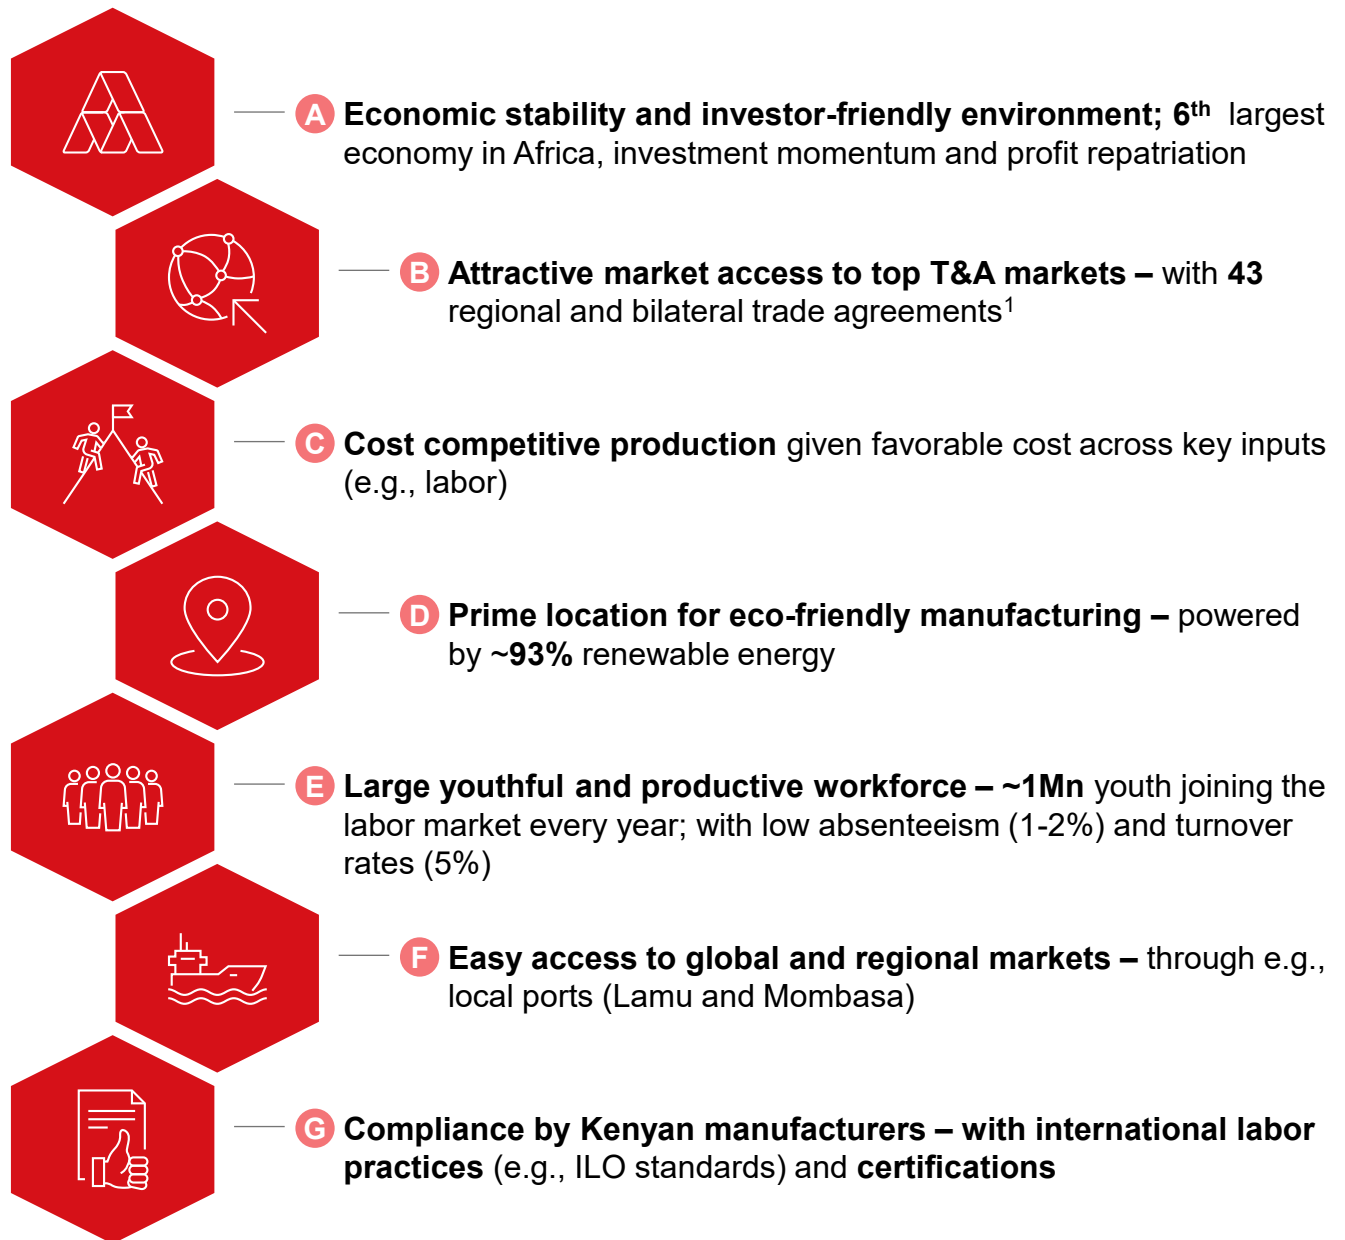 A Economic stability and investor-friendly environment; 6th largest
economy in Africa, investment momentum and profit repatriation
B Attractive market access to top T&A markets – with 43
regional and bilateral trade agreements1
C Cost competitive production given favorable cost across key inputs
(e.g., labor)
D Prime location for eco-friendly manufacturing – powered
by ~93% renewable energy
E Large youthful and productive workforce – ~1Mn youth joining the
labor market every year; with low absenteeism (1-2%) and turnover
rates (5%)
F Easy access to global and regional markets – through e.g.,
local ports (Lamu and Mombasa)
G Compliance by Kenyan manufacturers – with international labor
practices (e.g., ILO standards) and certifications